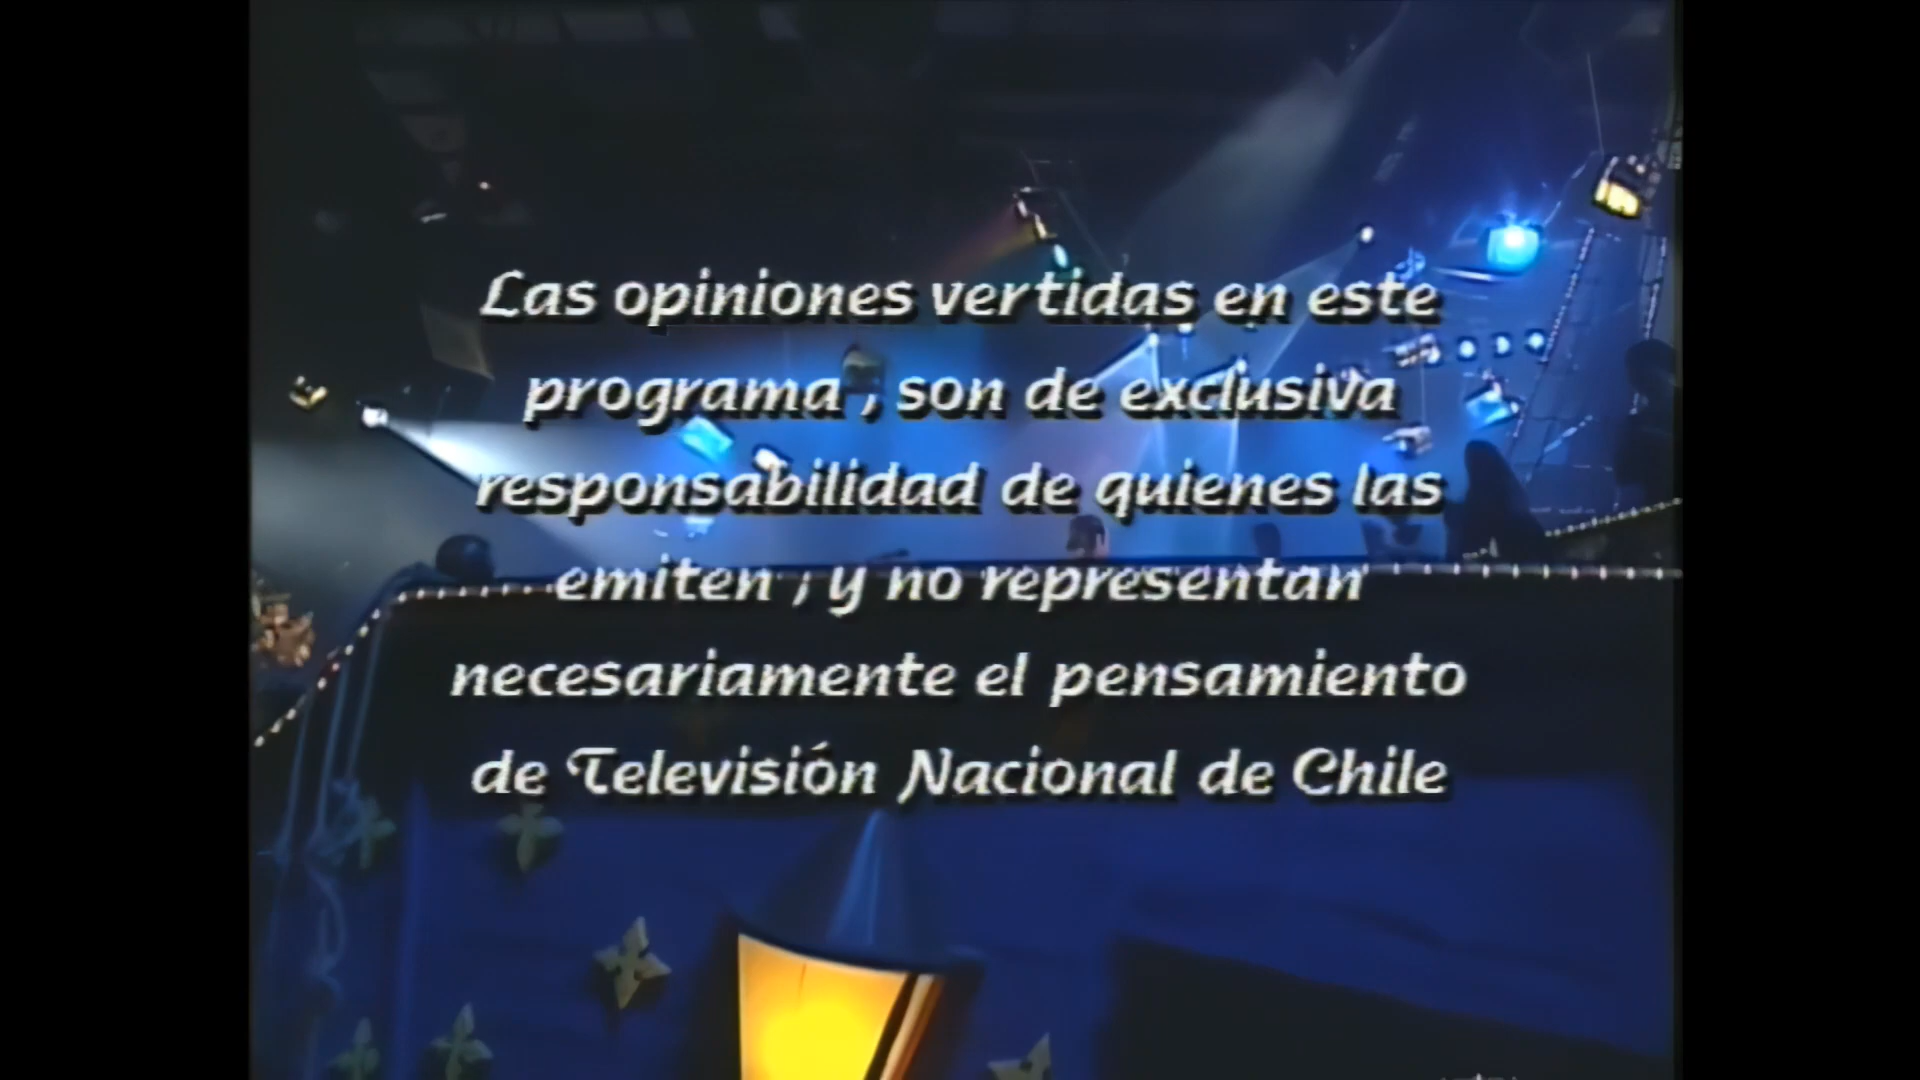 Las opiniones vertidas en este
programa , son de exclusiva
responsabilidad de quienes las
emiten , y no representan
necesariamente el pensamiento
de Televisión Nacional de Chile